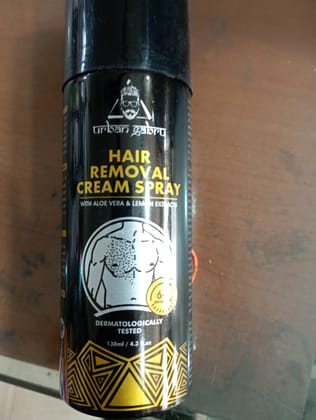 urban gabru
HAIR
REMOVAL
CREAM SPRAY
WITH ALOE VERA & LEMON EXTRACTS
DERMATOLOGICALLY
TESTED